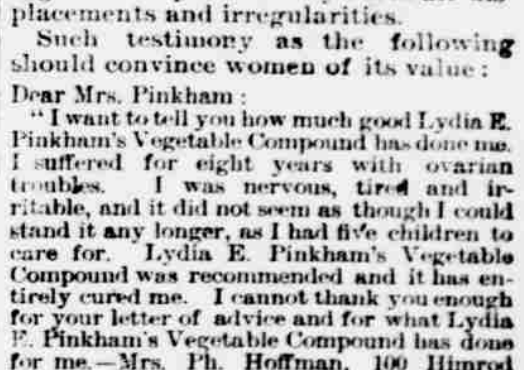 placements and irregularities.
Such testimony as the following
should convince women of its value:
Dear Mrs. Pinkham:
"I want to tell you how much good Lydia E.
Pinkham's Vegetable Compound has done me.
I suffered for eight years with ovarian
troubles. I was nervous, tired and ir-
ritable, and it did not seem as though I could
stand it any longer, as I had five children to
care for. Lydia E. Pinkham's Vegetable
Compound was recommended and it has en-
tirely cured me. I cannot thank you enough
for your letter of advice and for what Lydia
E. Pinkham's Vegetable Compound has done
for me.—Mrs. Ph. Hoffman, 100 Himrod